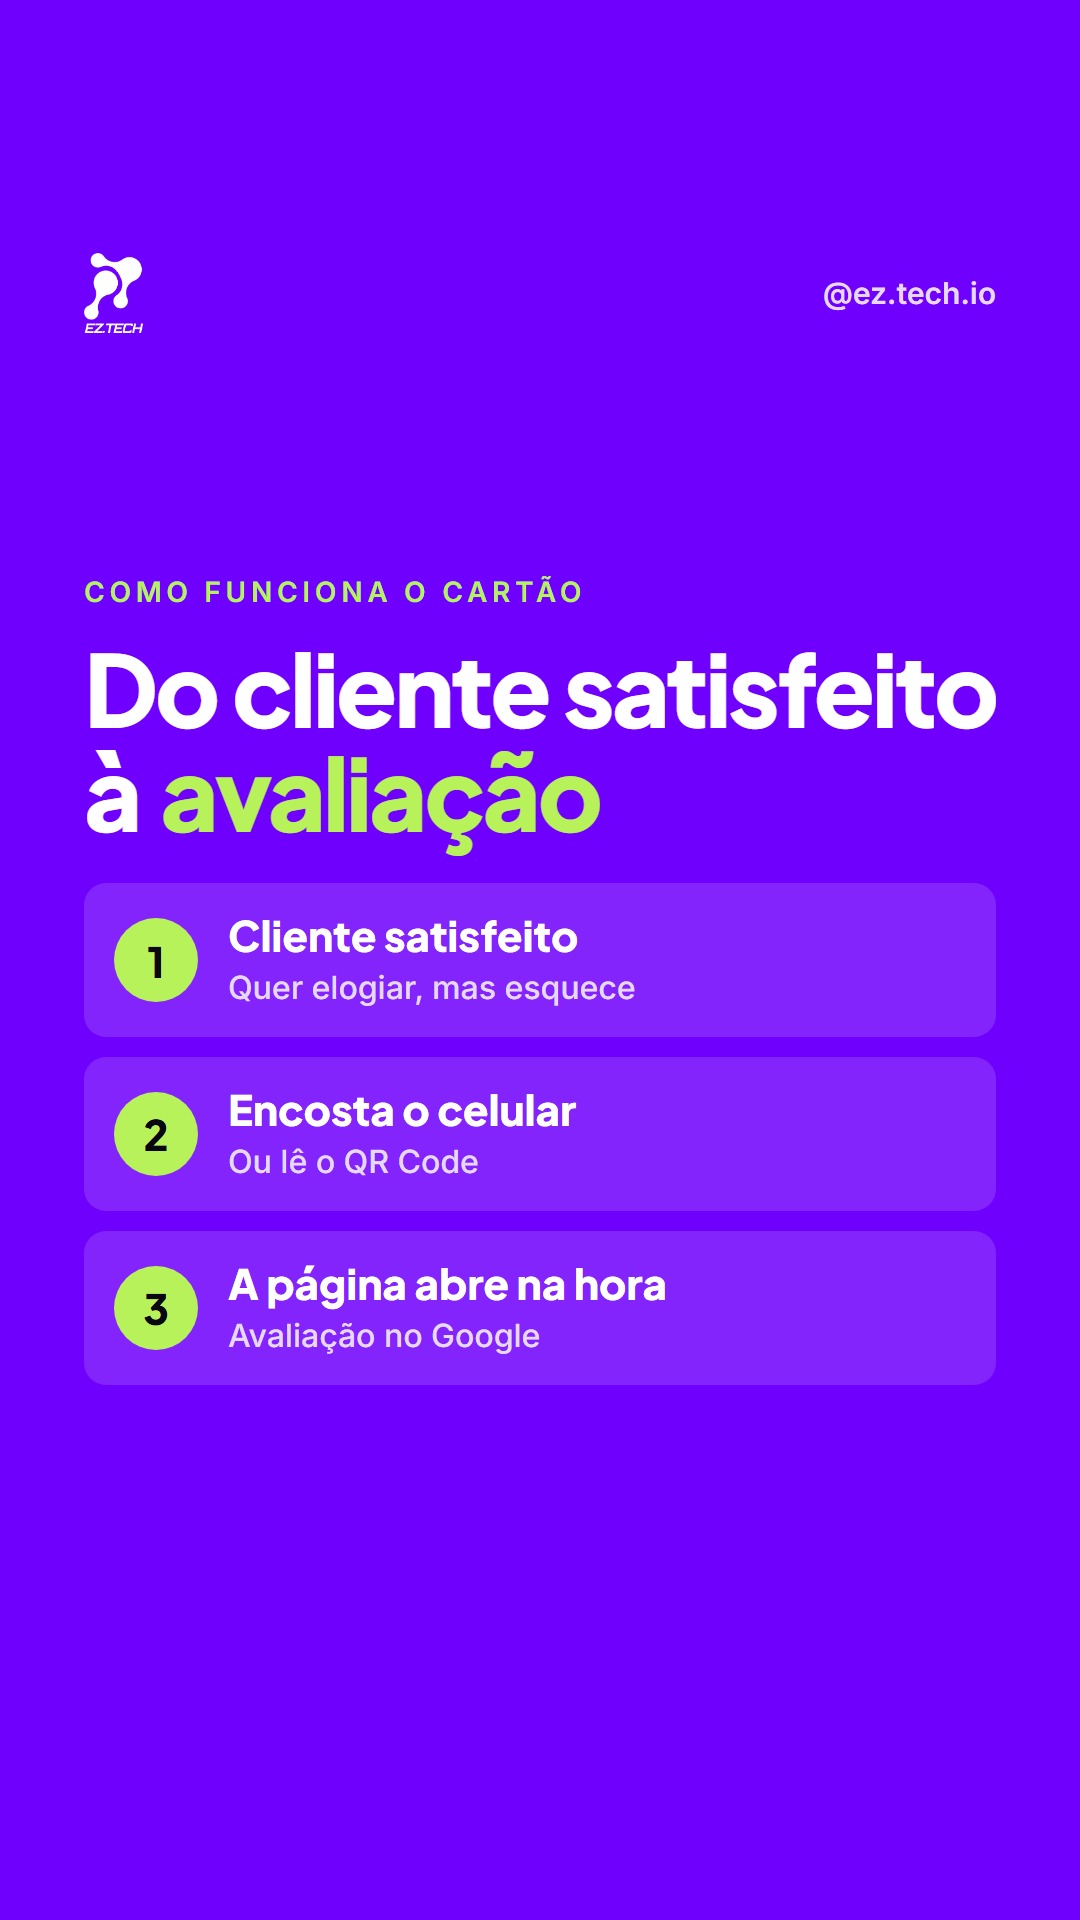 EZ.TECH
@ez.tech.io
COMO FUNCIONA O CARTÃO
Do cliente satisfeito
à avaliação
1
Cliente satisfeito
Quer elogiar, mas esquece
2
Encosta o celular
Ou lê o QR Code
3
A página abre na hora
Avaliação no Google